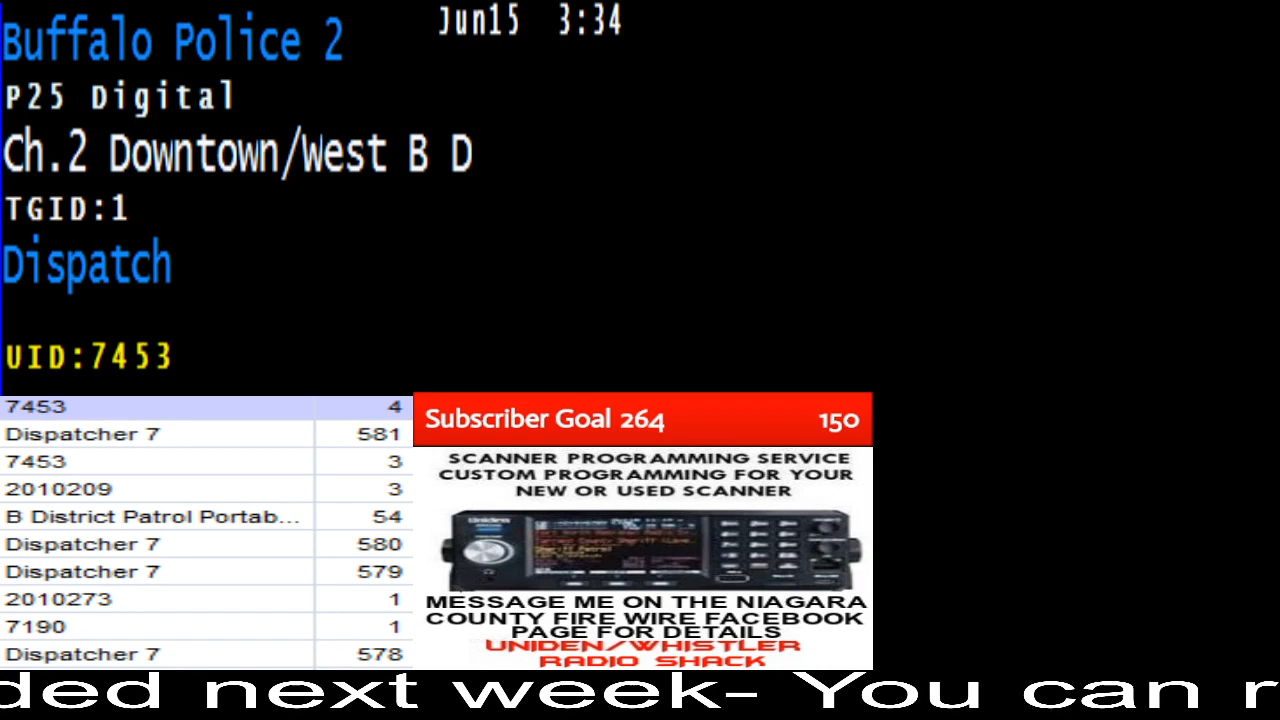 Buffalo Police 2
Jun15 3:34
P25 Digital
Ch.2 Downtown/West B D
TGID:1
Dispatch
UID:7453
7453 4
Dispatcher 7 581
7453 3
2010209 3
B District Patrol Portab... 54
Dispatcher 7 580
Dispatcher 7 579
2010273 1
7190 1
Dispatcher 7 578
Subscriber Goal 264 150
SCANNER PROGRAMMING SERVICE
CUSTOM PROGRAMMING FOR YOUR
NEW OR USED SCANNER
Uniden
MESSAGE ME ON THE NIAGARA
COUNTY FIRE WIRE FACEBOOK
PAGE FOR DETAILS
UNIDEN/WHISTLER
RADIO SHACK
ded next week- You can r